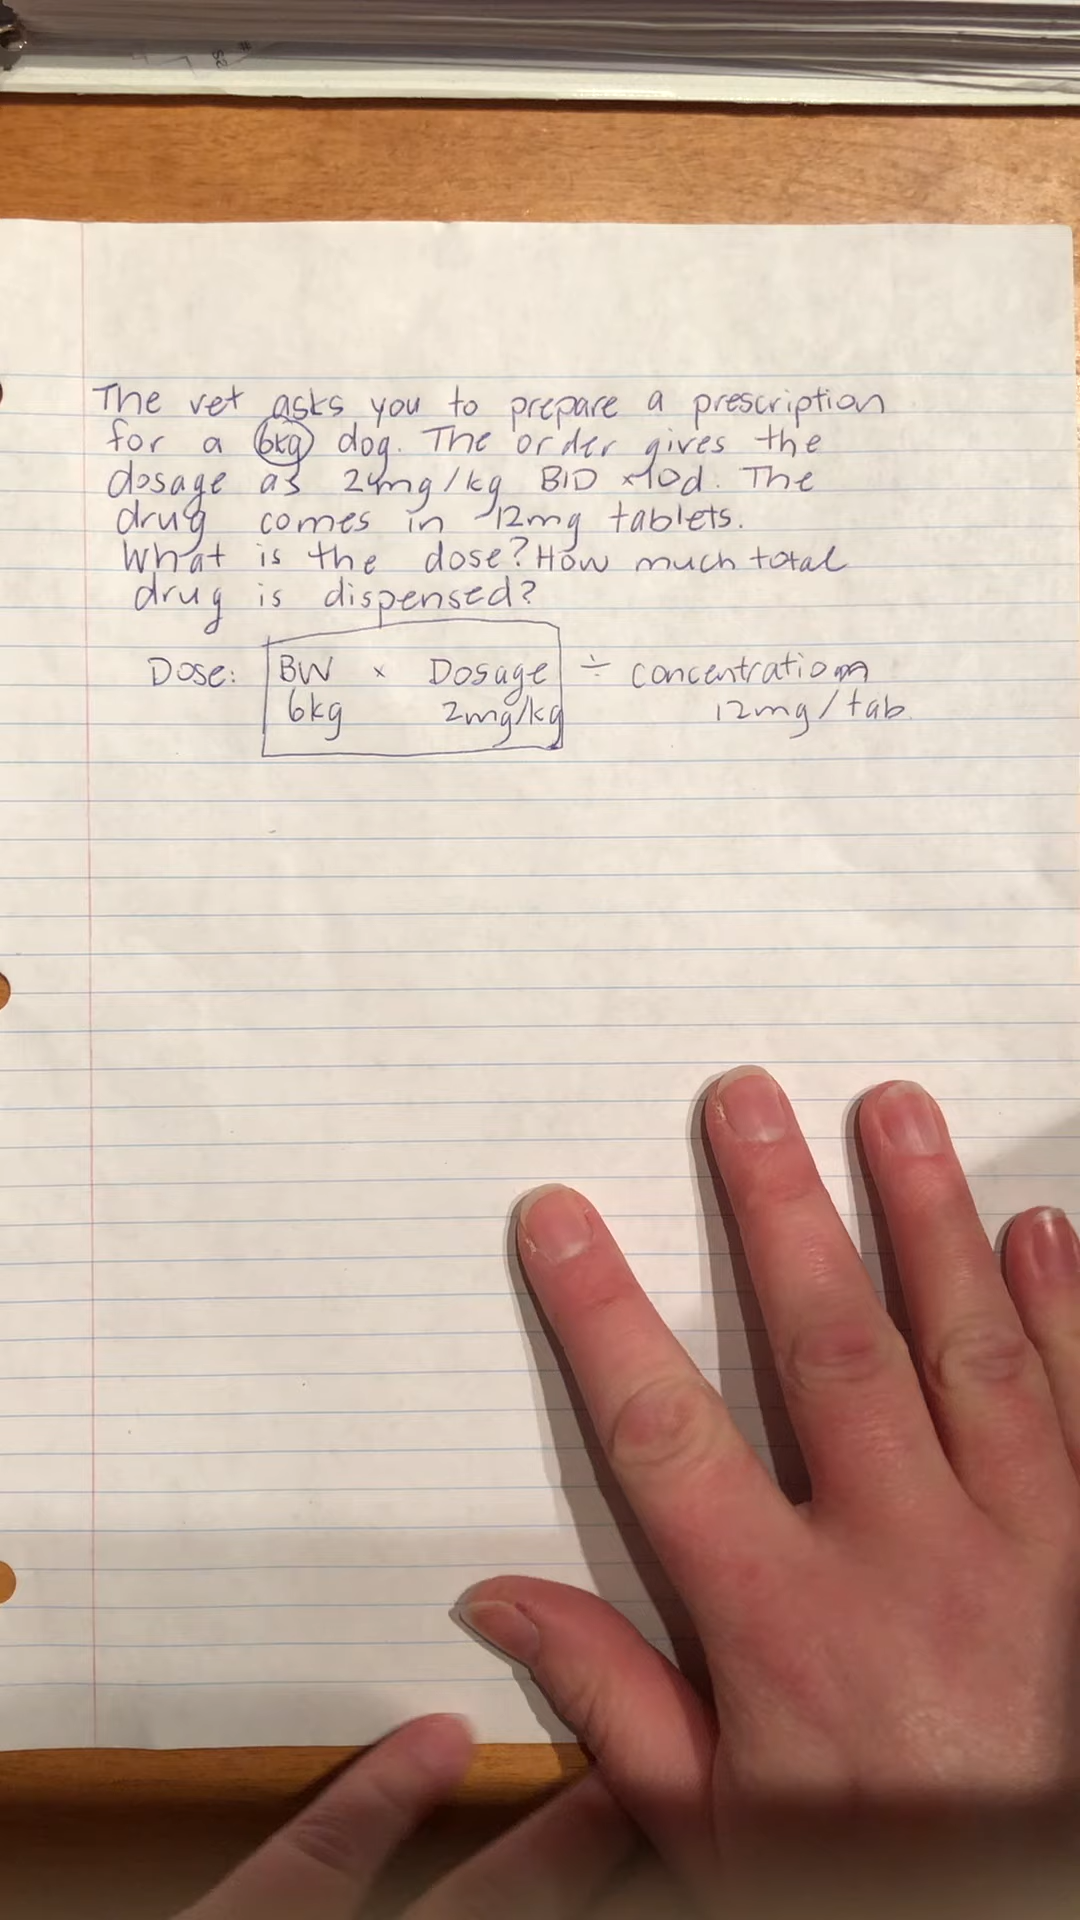 The vet asks you to prepare a prescription
for a 6kg dog. The order gives the
dosage as 2mg/kg BID x10d. The
drug comes in 12mg tablets.
What is the dose? How much total
drug is dispensed?
Dose: BW x Dosage ÷ concentration
6kg 2mg/kg 12mg/tab.